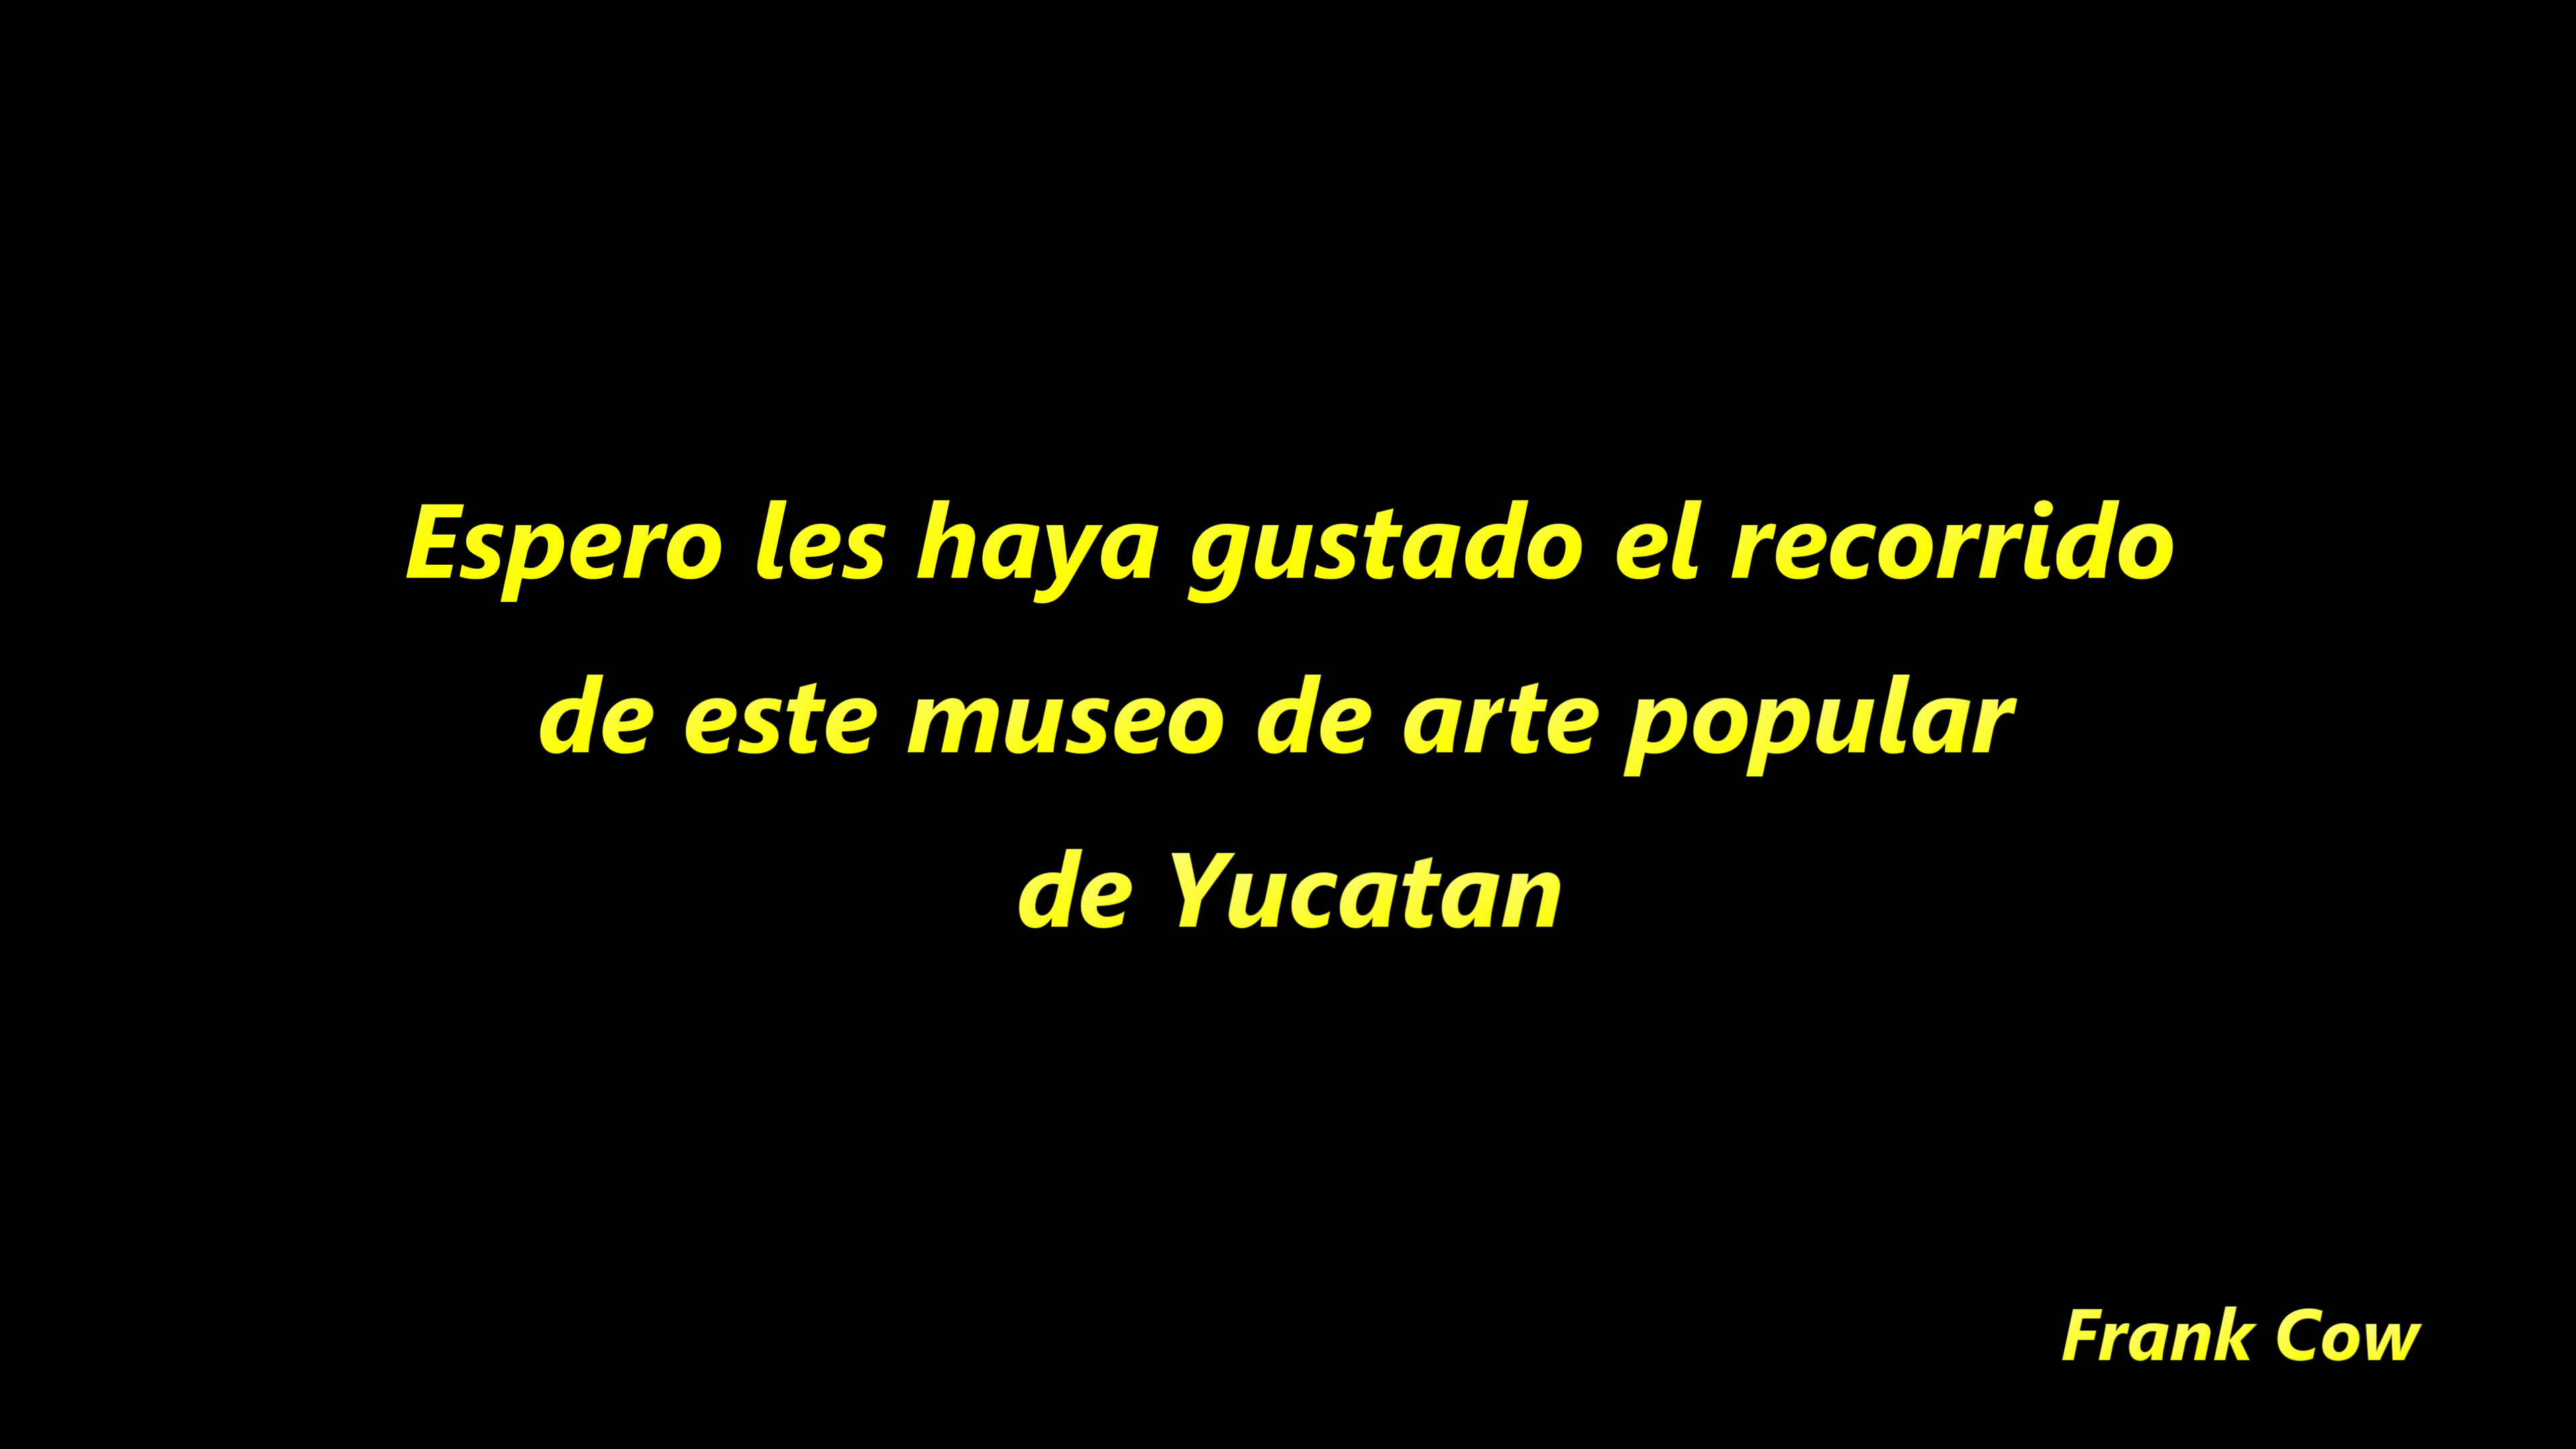 Espero les haya gustado el recorrido
de este museo de arte popular
de Yucatan
Frank Cow